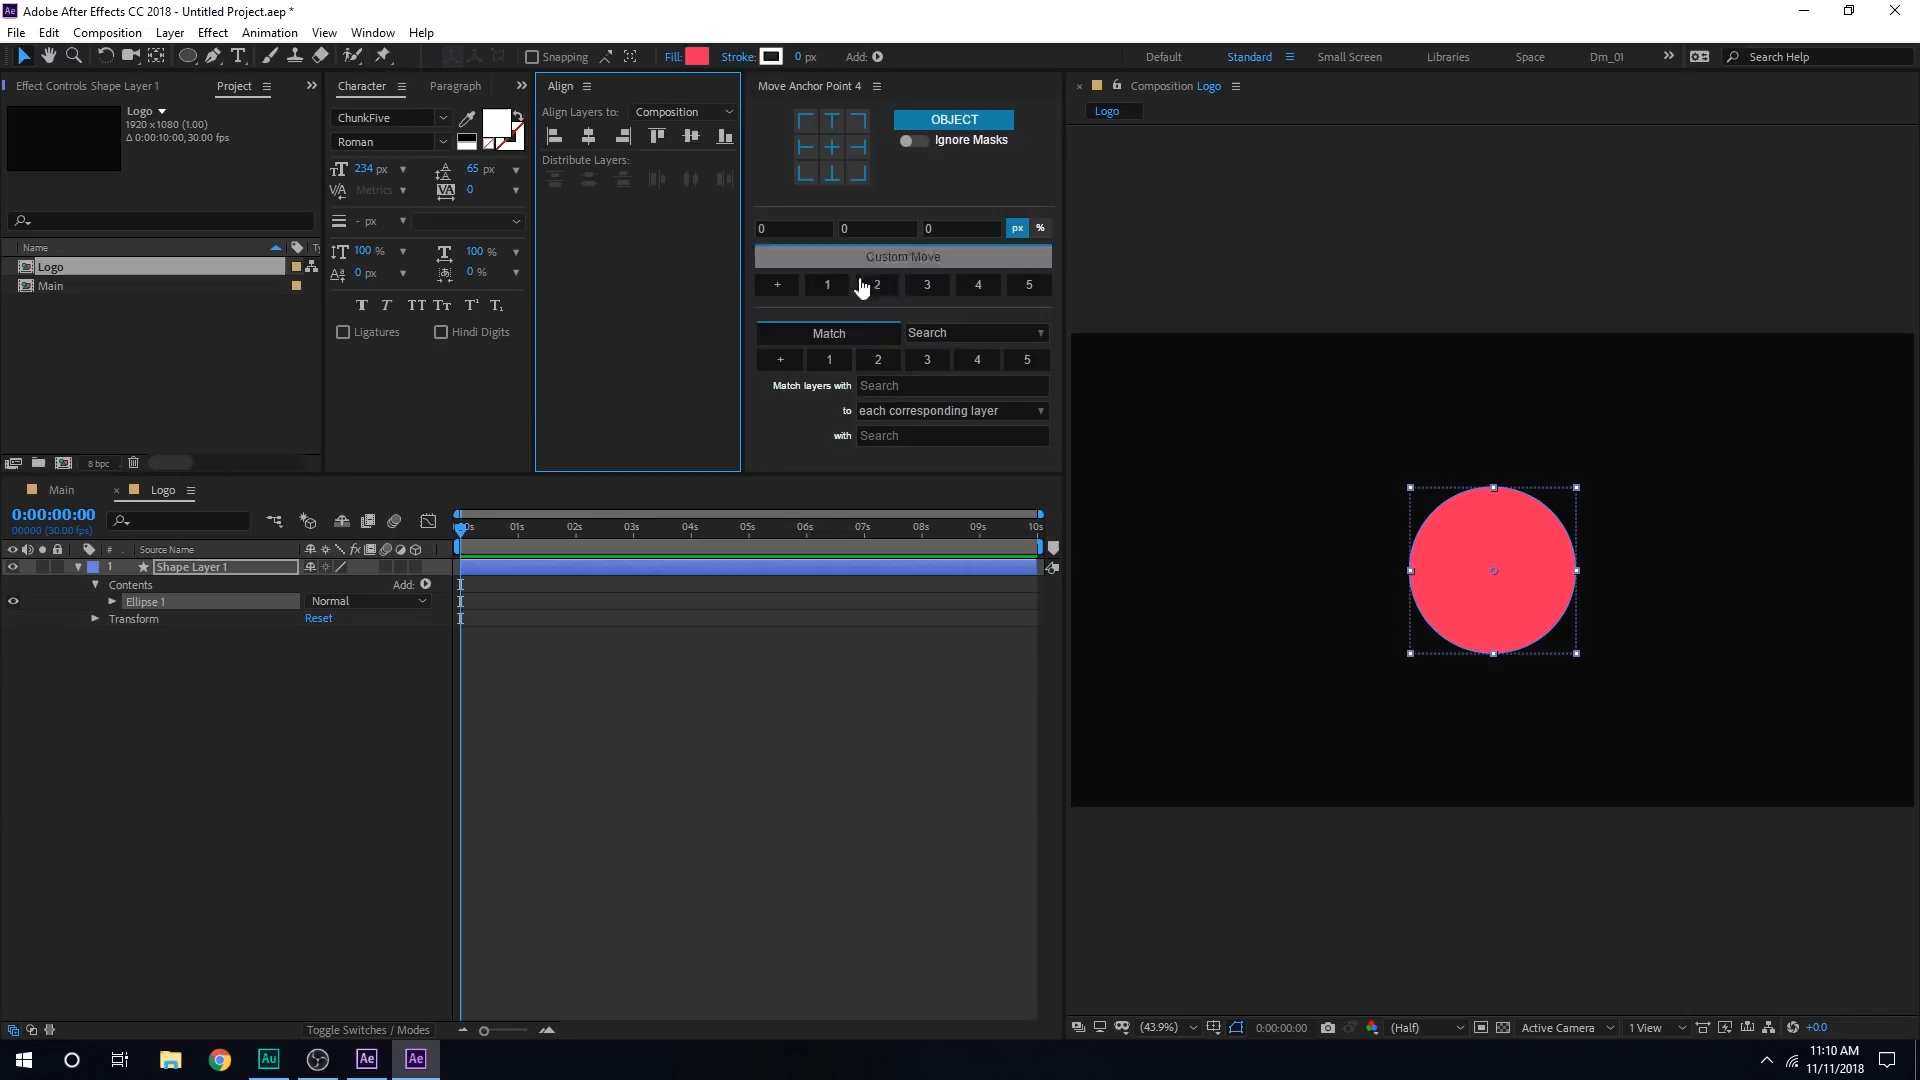 Adobe After Effects CC 2018 - Untitled Project.aep *
File Edit Composition Layer Effect Animation View Window Help
Snapping Fill: Stroke: 0 px Add: Default Standard Small Screen Libraries Space Dm_01 Search Help
Effect Controls Shape Layer 1 Project
Logo
1920 x1080 (1.00)
Δ 0:00:10:00, 30.00 fps
Name
Logo
Main
8 bpc
Character Paragraph
ChunkFive
Roman
234 px 65 px
Metrics 0
- px
100 % 100 %
0 px 0 %
Ligatures Hindi Digits
Align
Align Layers to: Composition
Distribute Layers:
Move Anchor Point 4
OBJECT
Ignore Masks
0 0 0 px %
Custom Move
+ 1 2 3 4 5
Match Search
+ 1 2 3 4 5
Match layers with Search
to each corresponding layer
with Search
Composition Logo
Logo
Main Logo
0:00:00:00
00000 (30.00 fps)
01s 02s 03s 04s 05s 06s 07s 08s 09s 10s
# Source Name
1 Shape Layer 1
Contents Add:
Ellipse 1 Normal
Transform Reset
Toggle Switches / Modes
(43.9%) 0:00:00:00 (Half) Active Camera 1 View +0.0
11:10 AM
11/11/2018